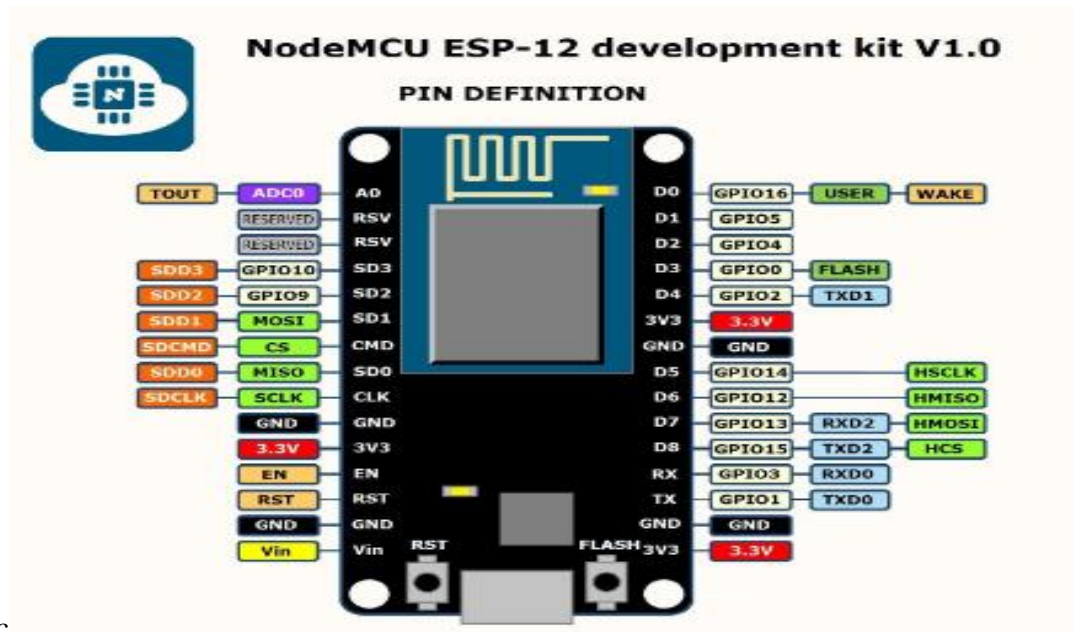 NodeMCU ESP-12 development kit V1.0
PIN DEFINITION
N
TOUT ADC0 A0 D0 GPIO16 USER WAKE
RESERVED RSV D1 GPIO5
RESERVED RSV D2 GPIO4
SDD3 GPIO10 SD3 D3 GPIO0 FLASH
SDD2 GPIO9 SD2 D4 GPIO2 TXD1
SDD1 MOSI SD1 3V3 3.3V
SDCMD CS CMD GND GND
SDD0 MISO SD0 D5 GPIO14 HSCLK
SDCLK SCLK CLK D6 GPIO12 HMISO
GND GND D7 GPIO13 RXD2 HMOSI
3.3V 3V3 D8 GPIO15 TXD2 HCS
EN EN RX GPIO3 RXD0
RST RST TX GPIO1 TXD0
GND GND GND GND
Vin Vin RST FLASH 3V3 3.3V